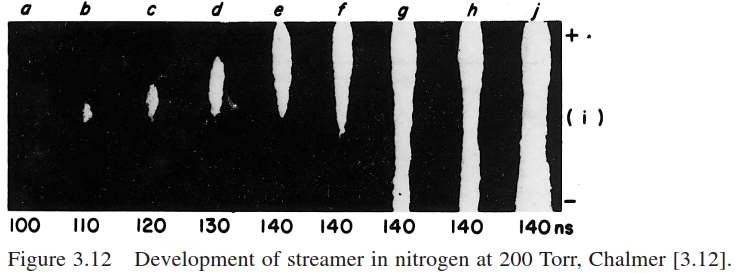 a b c d e f g h j
+
(i)
−
100 110 120 130 140 140 140 140 140 ns
Figure 3.12 Development of streamer in nitrogen at 200 Torr, Chalmer [3.12].